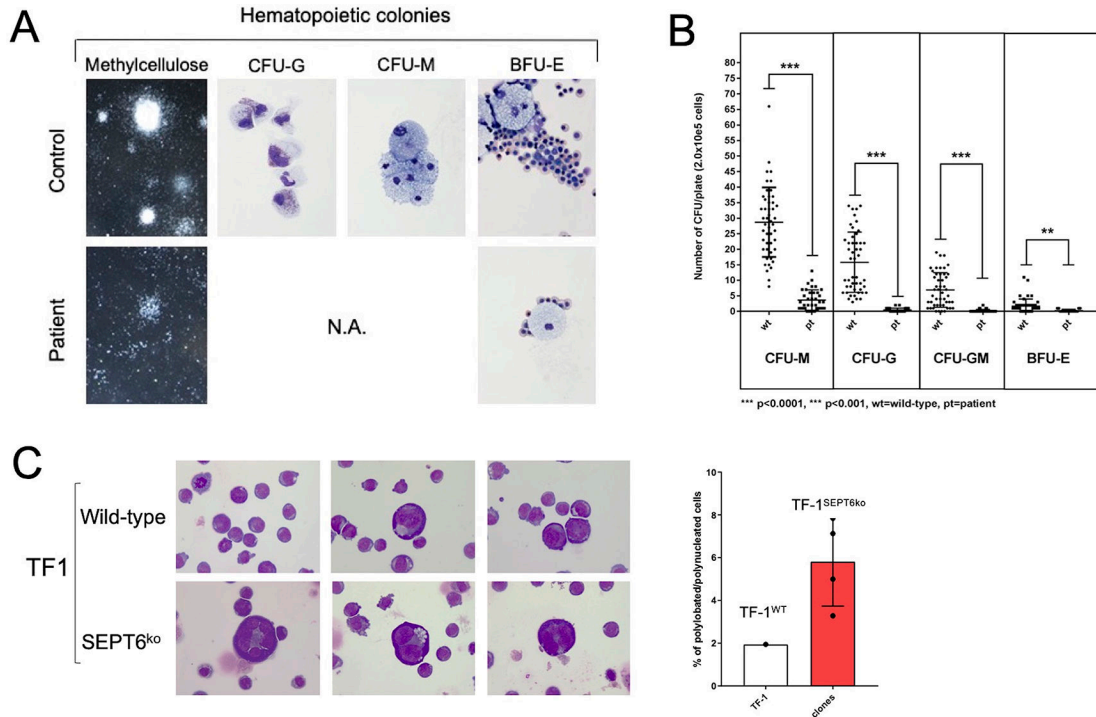 A
Hematopoietic colonies
Methylcellulose CFU-G CFU-M BFU-E
Control
Patient
N.A.
B
Number of CFU/plate (2.0x10e5 cells)
80
75
70
65
60
55
50
45
40
35
30
25
20
15
10
5
0
*** *** *** **
wt pt wt pt wt pt wt pt
CFU-M CFU-G CFU-GM BFU-E
*** p<0.0001, *** p<0.001, wt=wild-type, pt=patient
C
TF1
Wild-type
SEPT6ko
% of polylobated/polynucleated cells
10
8
6
4
2
0
TF-1SEPT6ko
TF-1WT
TF-1 clones